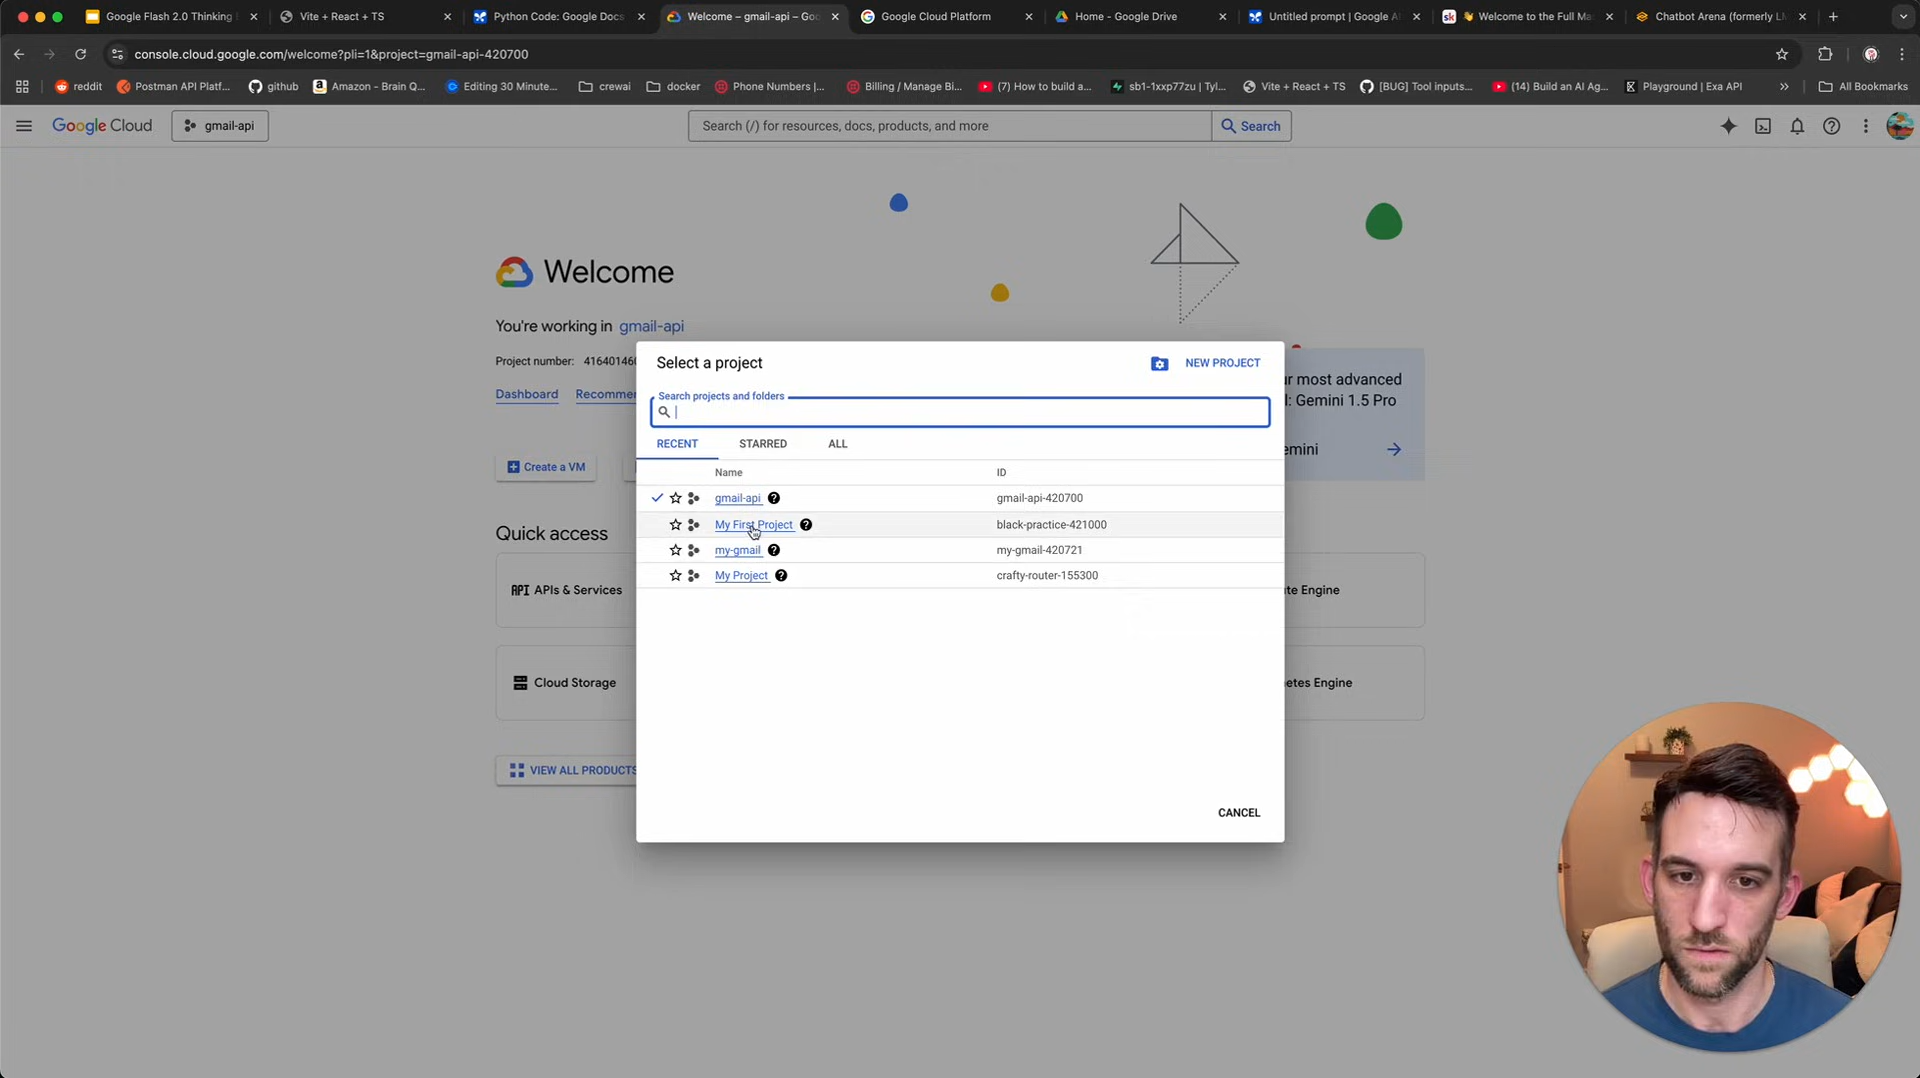 Google Flash 2.0 Thinking
Vite + React + TS
Python Code: Google Docs
Welcome – gmail-api – Goo
Google Cloud Platform
Home - Google Drive
Untitled prompt | Google A
Welcome to the Full Ma
Chatbot Arena (formerly LM
console.cloud.google.com/welcome?pli=1&project=gmail-api-420700
reddit
Postman API Platf...
github
Amazon - Brain Q...
Editing 30 Minute...
crewai
docker
Phone Numbers |...
Billing / Manage Bi...
(7) How to build a...
sb1-1xxp77zu | Tyl...
Vite + React + TS
[BUG] Tool inputs...
(14) Build an AI Ag...
Playground | Exa API
All Bookmarks
Google Cloud
gmail-api
Search (/) for resources, docs, products, and more
Search
Welcome
You're working in gmail-api
Project number: 41640146
Dashboard
Recommen
Create a VM
ur most advanced
l: Gemini 1.5 Pro
emini
Quick access
API APIs & Services
te Engine
Cloud Storage
etes Engine
VIEW ALL PRODUCTS
Select a project
NEW PROJECT
Search projects and folders
RECENT
STARRED
ALL
Name
ID
gmail-api
gmail-api-420700
My First Project
black-practice-421000
my-gmail
my-gmail-420721
My Project
crafty-router-155300
CANCEL